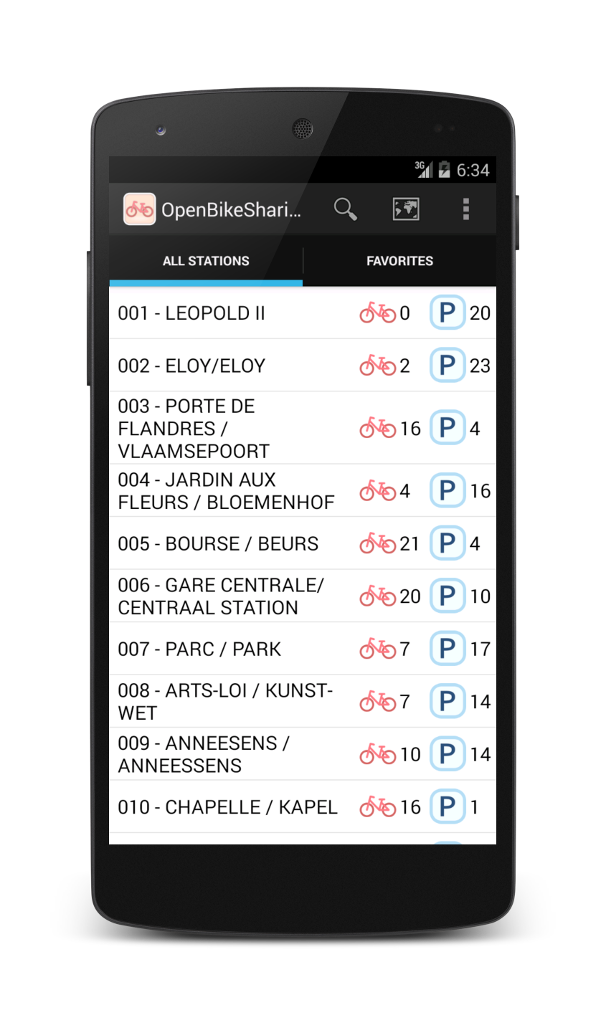 3G 6:34
OpenBikeShari...
ALL STATIONS FAVORITES
001 - LEOPOLD II 0 P 20
002 - ELOY/ELOY 2 P 23
003 - PORTE DE
FLANDRES / 16 P 4
VLAAMSEPOORT
004 - JARDIN AUX
FLEURS / BLOEMENHOF 4 P 16
005 - BOURSE / BEURS 21 P 4
006 - GARE CENTRALE/
CENTRAAL STATION 20 P 10
007 - PARC / PARK 7 P 17
008 - ARTS-LOI / KUNST-
WET 7 P 14
009 - ANNEESENS /
ANNEESSENS 10 P 14
010 - CHAPELLE / KAPEL 16 P 1